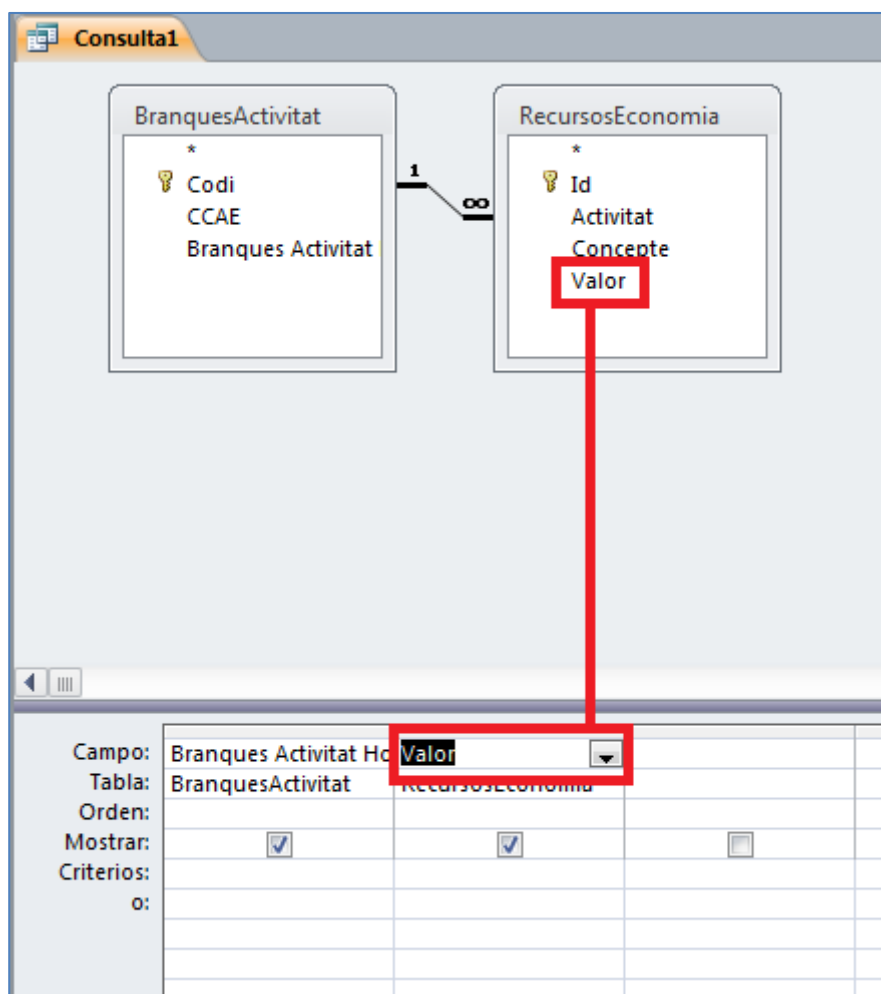 Consulta1
BranquesActivitat
*
Codi
CCAE
Branques Activitat
1
∞
RecursosEconomia
*
Id
Activitat
Concepte
Valor
Campo: Branques Activitat Ho Valor
Tabla: BranquesActivitat RecursosEconomia
Orden:
Mostrar:
Criterios:
o: